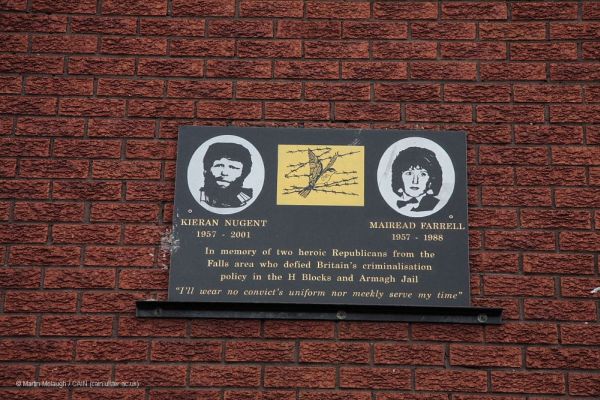 KIERAN NUGENT
1957 - 2001
MAIREAD FARRELL
1957 - 1988
In memory of two heroic Republicans from the
Falls area who defied Britain's criminalisation
policy in the H Blocks and Armagh Jail
"I'll wear no convict's uniform nor meekly serve my time"
© Martin Melaugh / CAIN (cain.ulster.ac.uk)